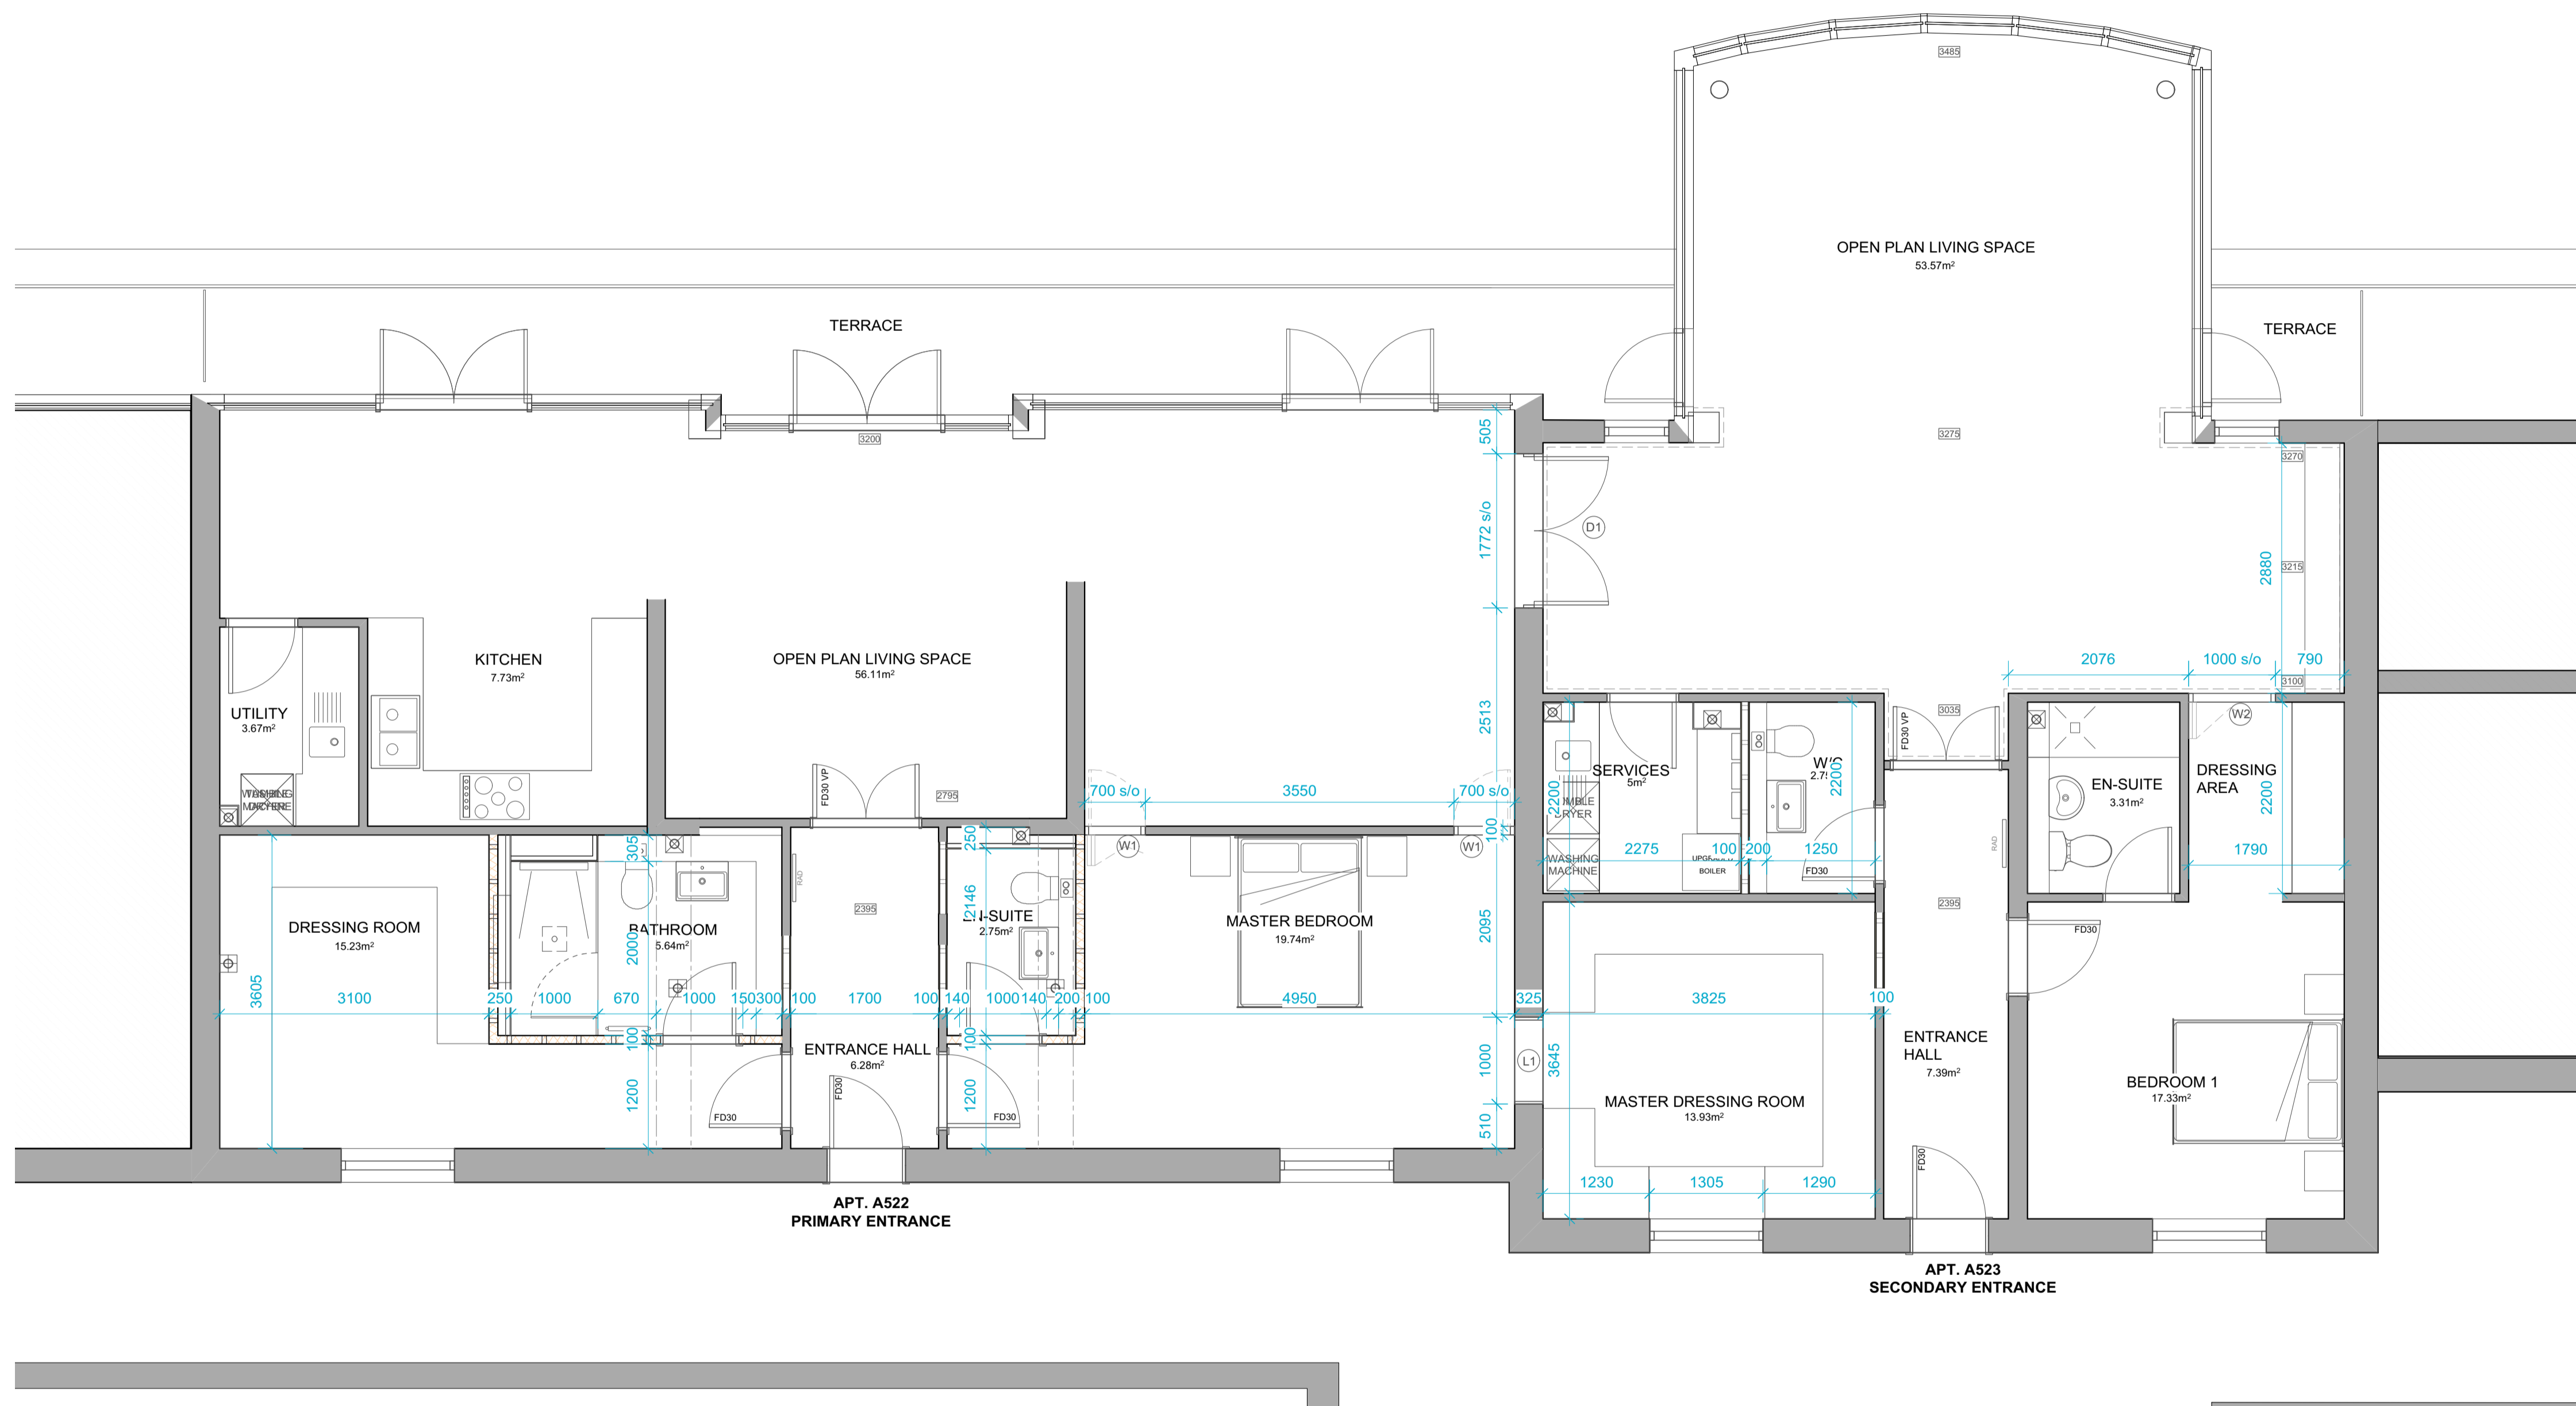 3485
OPEN PLAN LIVING SPACE
53.57m²
TERRACE
TERRACE
3200
3275
505
3270
1772 s/o
D1
2880
3215
KITCHEN
7.73m²
OPEN PLAN LIVING SPACE
56.11m²
2076
1000 s/o
790
3100
UTILITY
3.67m²
2513
FD30 VP
3035
W2
SERVICES
5m²
W/C
2200
2200
EN-SUITE
3.31m²
DRESSING
AREA
2200
FD30 VP
2795
700 s/o
3550
700 s/o
100
DRYER
WASHING
MACHINE
2275
100
200
1250
BOILER
FD30
RAD
1790
305
250
W1
W1
RAD
2395
2146
2395
DRESSING ROOM
15.23m²
BATHROOM
5.64m²
2000
EN-SUITE
2.75m²
MASTER BEDROOM
19.74m²
2095
FD30
3605
3100
250
1000
670
1000
150
300
100
1700
100
140
1000
140
200
100
4950
325
3825
100
100
100
ENTRANCE HALL
6.28m²
1000
L1
3645
ENTRANCE
HALL
7.39m²
BEDROOM 1
17.33m²
1200
FD30
FD30
1200
FD30
510
MASTER DRESSING ROOM
13.93m²
FD30
1230
1305
1290
APT. A522
PRIMARY ENTRANCE
APT. A523
SECONDARY ENTRANCE